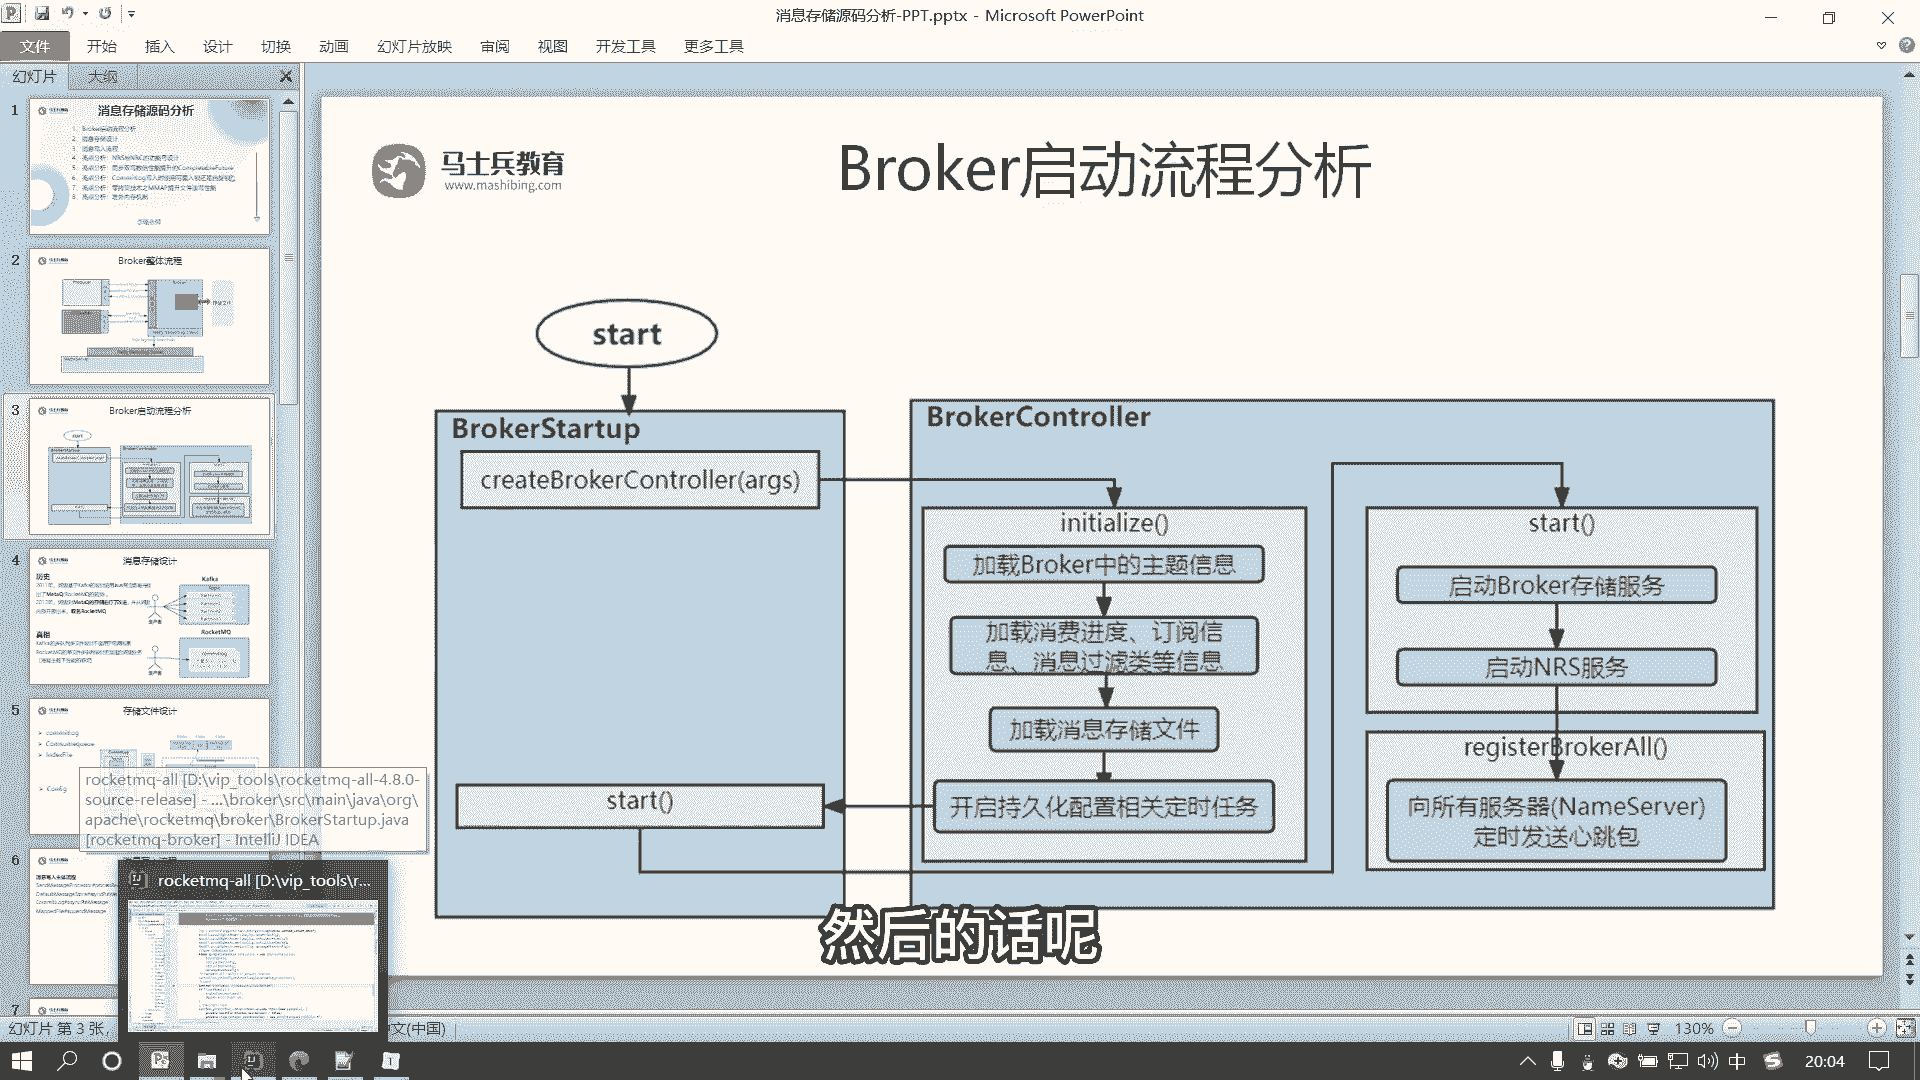 消息存储源码分析-PPT.pptx - Microsoft PowerPoint
文件 开始 插入 设计 切换 动画 幻灯片放映 审阅 视图 开发工具 更多工具
幻灯片 大纲
1
消息存储源码分析
2
Broker整体流程
3
Broker启动流程分析
start
4
消息存储设计
历史
Kafka
真相
RocketMQ
5
存储文件设计
6
7
马士兵教育
www.mashibing.com
Broker启动流程分析
start
BrokerStartup
createBrokerController(args)
start()
BrokerController
initialize()
加载Broker中的主题信息
加载消费进度、订阅信
息、消息过滤类等信息
加载消息存储文件
开启持久化配置相关定时任务
start()
启动Broker存储服务
启动NRS服务
registerBrokerAll()
向所有服务器(NameServer)
定时发送心跳包
rocketmq-all [D:\vip_tools\rocketmq-all-4.8.0-
source-release] - ...\broker\src\main\java\org\
apache\rocketmq\broker\BrokerStartup.java
[rocketmq-broker] - IntelliJ IDEA
rocketmq-all [D:\vip_tools\r...
然后的话呢
幻灯片 第 3 张,
中文(中国)
130%
中
20:04